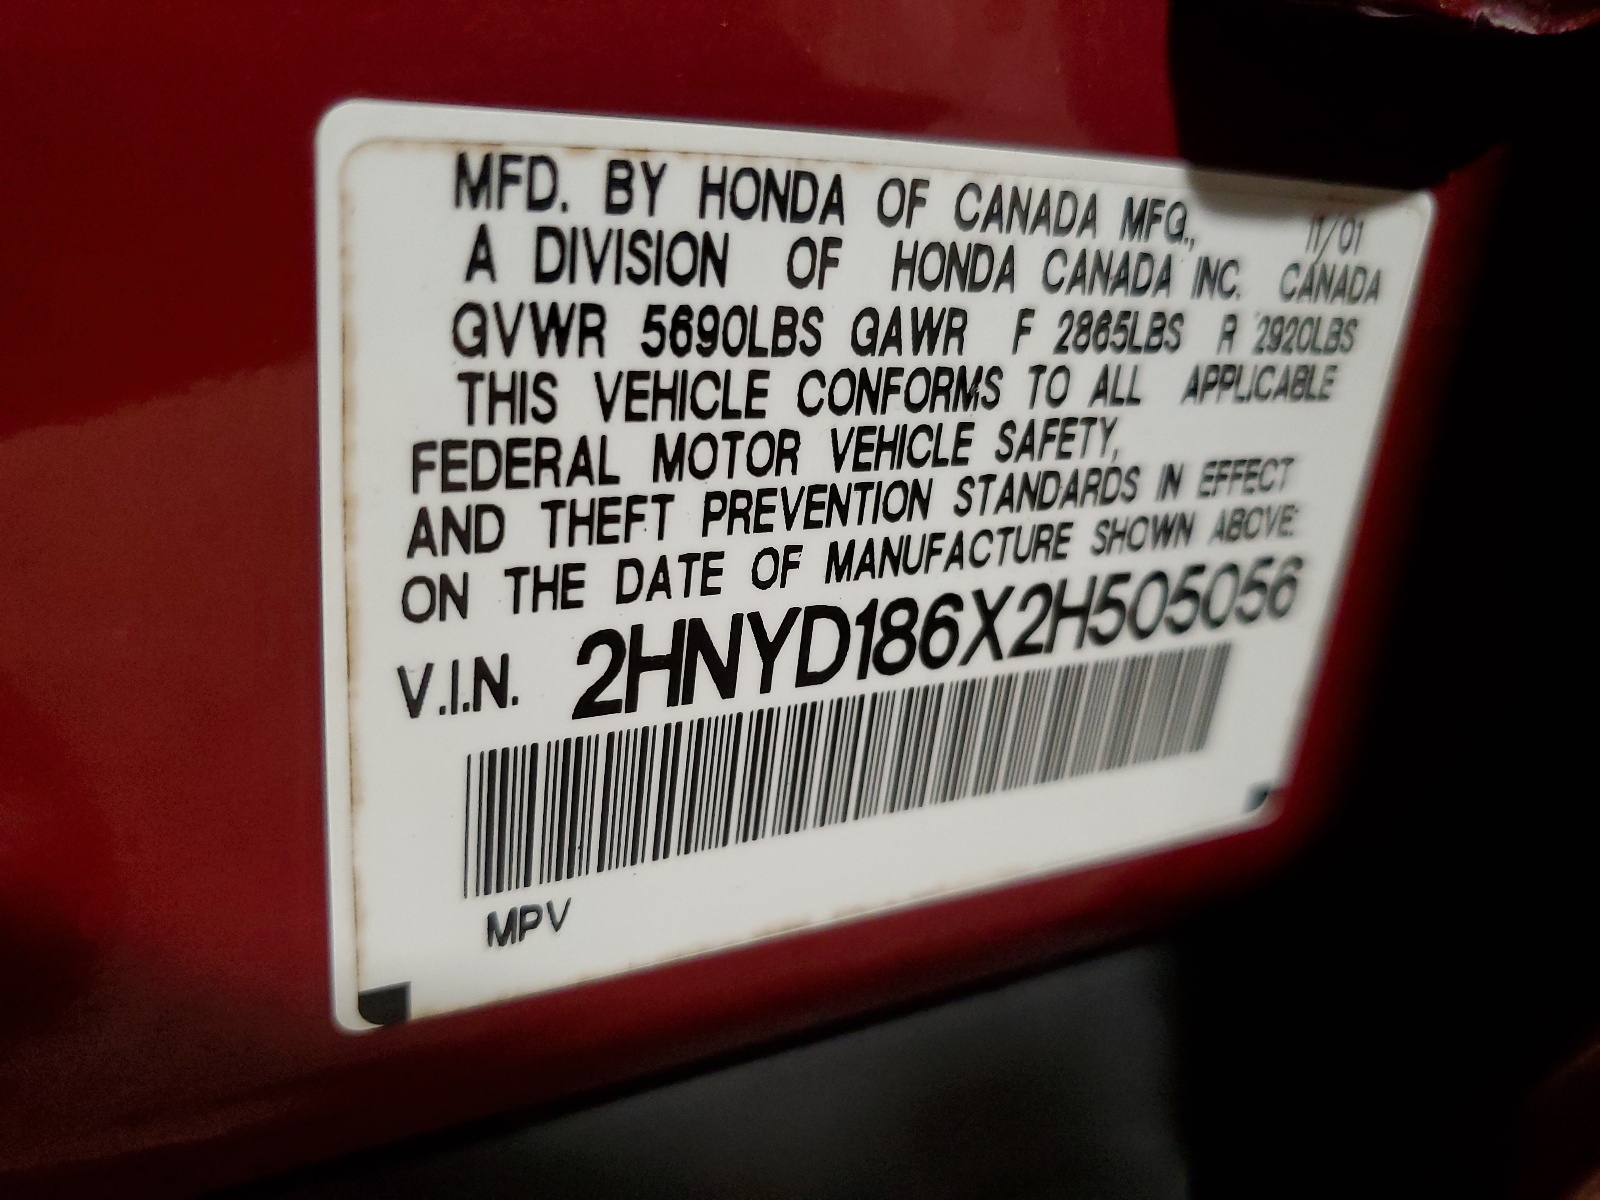 MFD. BY HONDA OF CANADA MFG., 11/01
A DIVISION OF HONDA CANADA INC. CANADA
GVWR 5690LBS GAWR F 2865LBS R 2920LBS
THIS VEHICLE CONFORMS TO ALL APPLICABLE
FEDERAL MOTOR VEHICLE SAFETY,
AND THEFT PREVENTION STANDARDS IN EFFECT
ON THE DATE OF MANUFACTURE SHOWN ABOVE.
V.I.N. 2HNYD186X2H505056
MPV